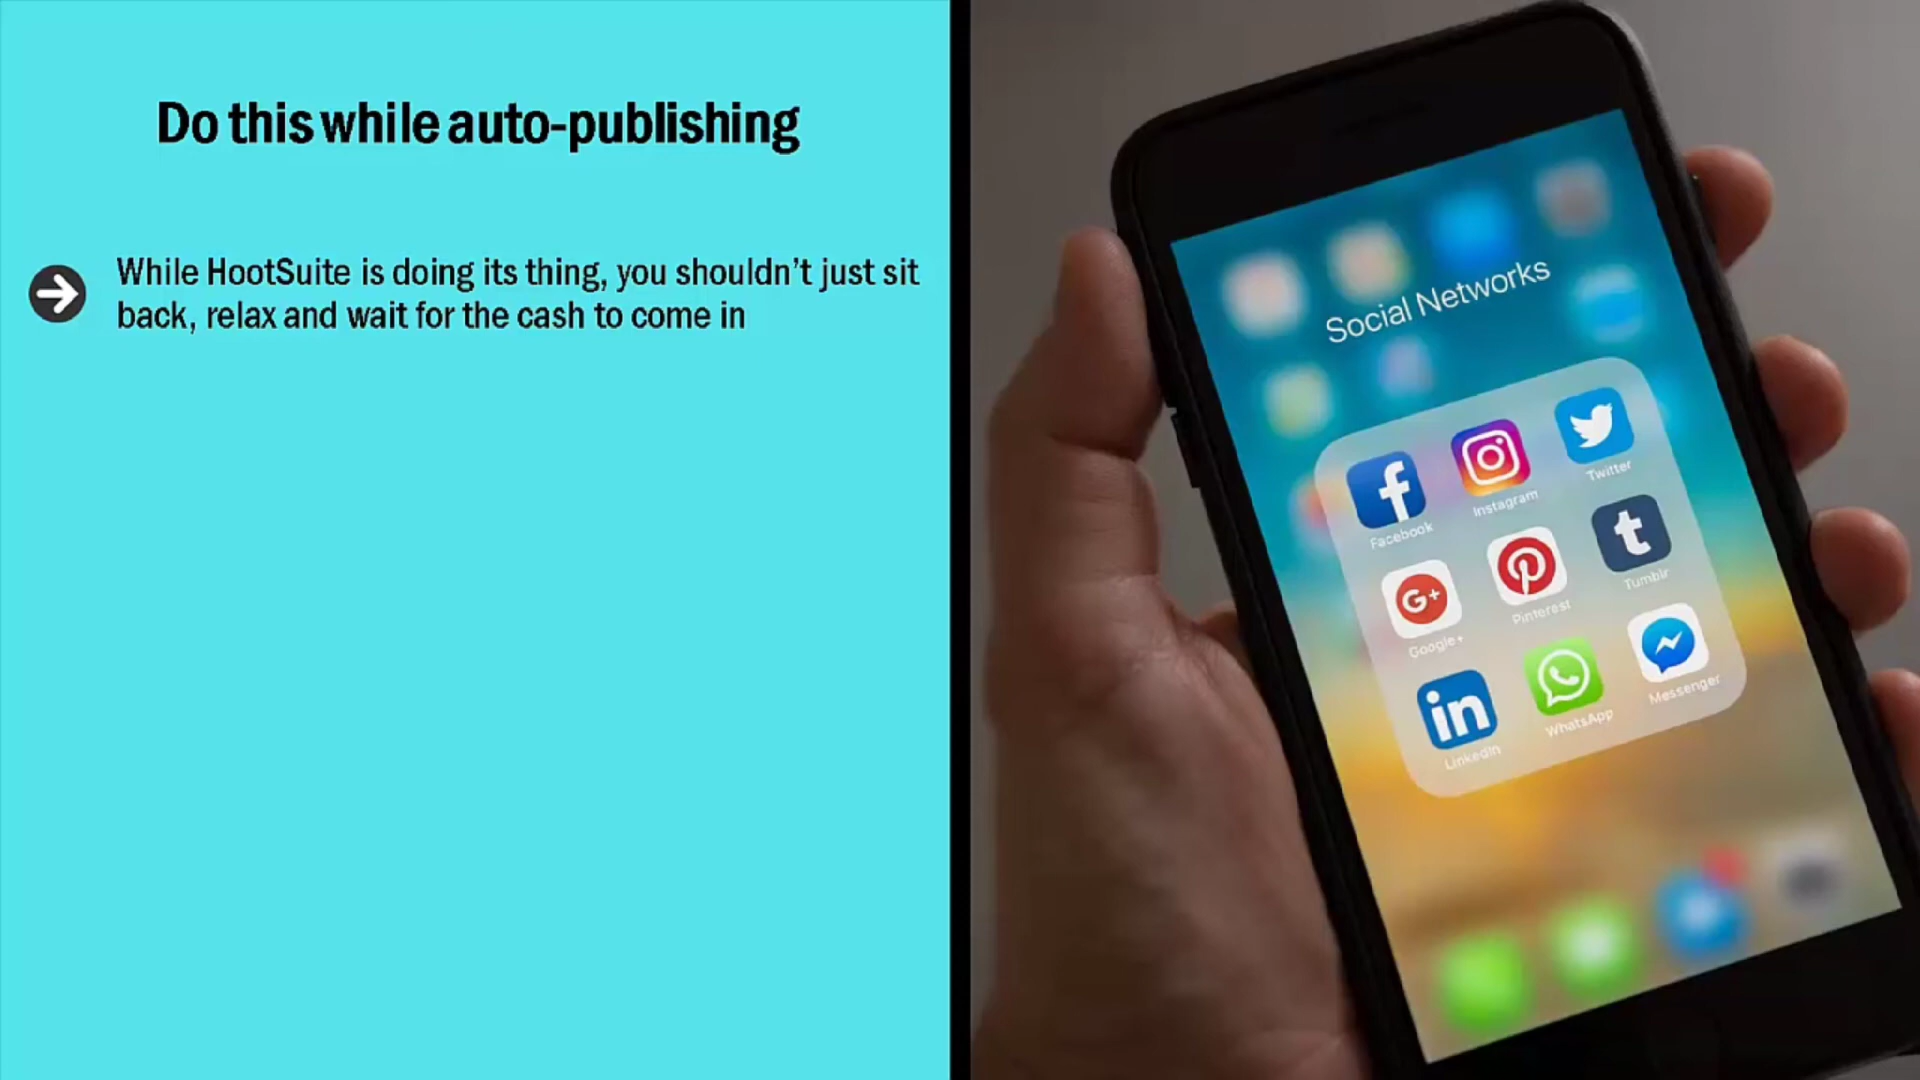 Do this while auto-publishing
While HootSuite is doing its thing, you shouldn't just sit
back, relax and wait for the cash to come in
Social Networks
Facebook
Instagram
Twitter
G+
Google+
Pinterest
Tumblr
in
LinkedIn
WhatsApp
Messenger